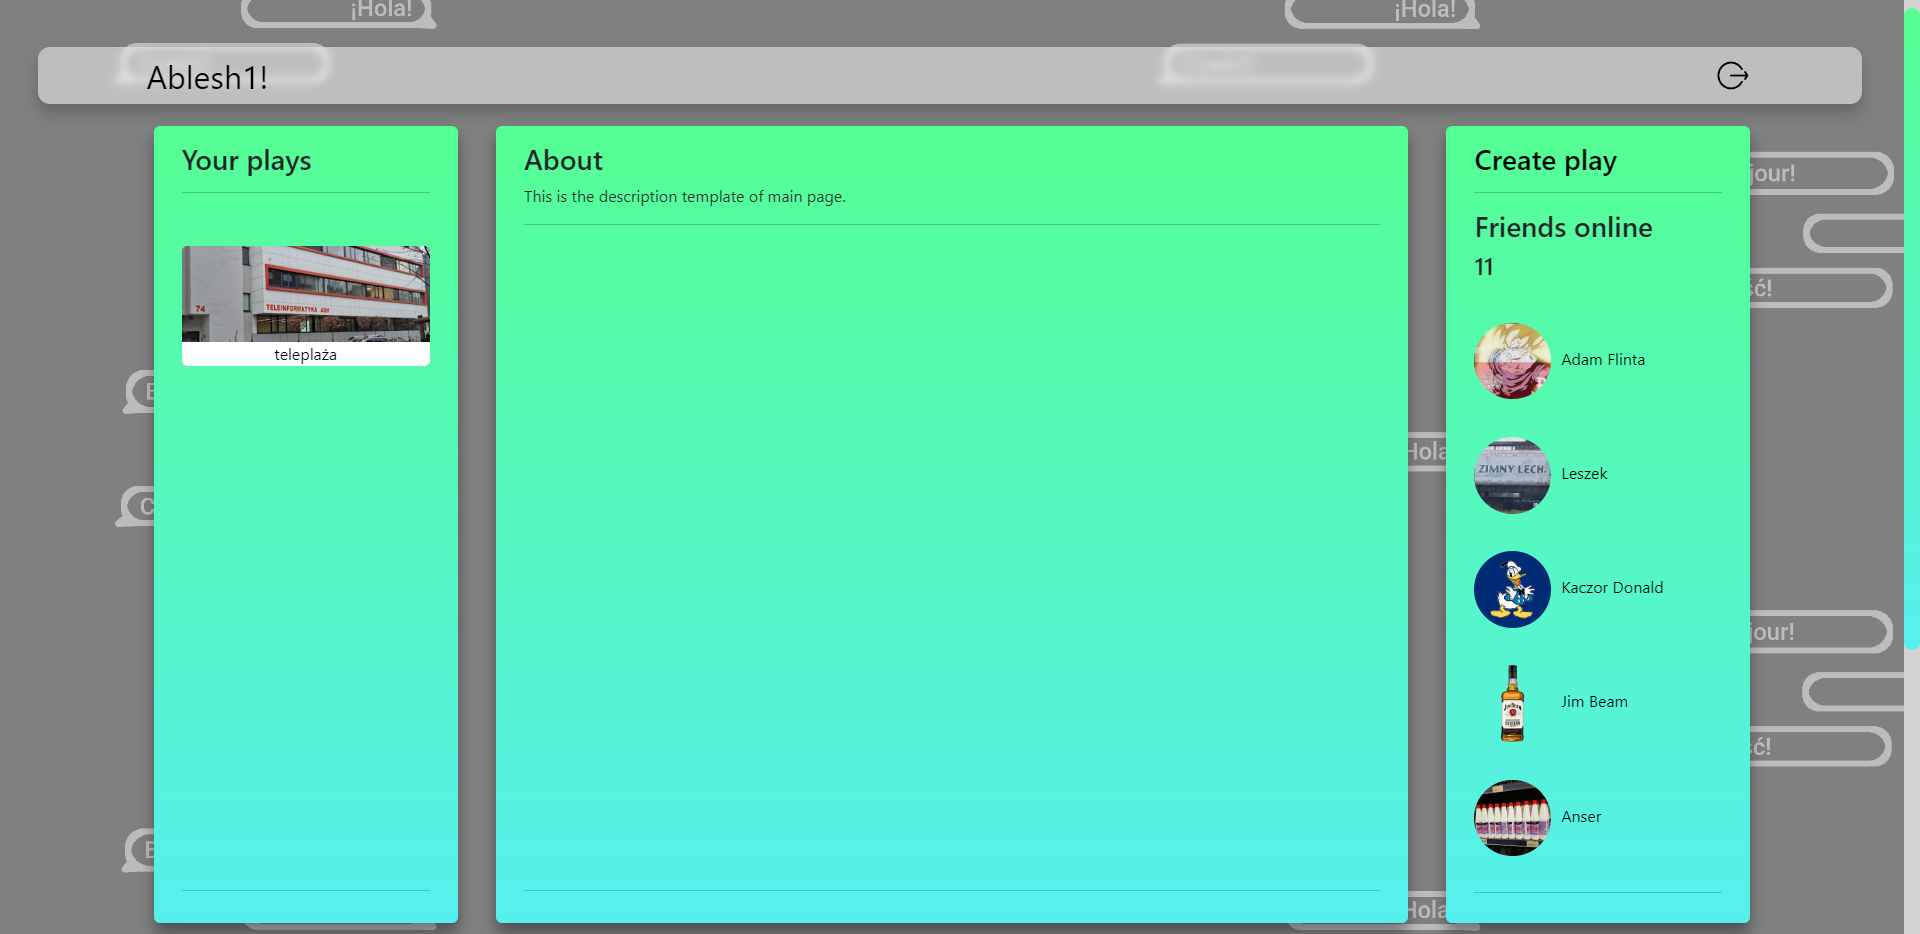 ¡Hola!
¡Hola!
Ablesh1!
Your plays
74
TELEINFORMATYKA AGH
teleplaża
About
This is the description template of main page.
Create play
Friends online
11
Adam Flinta
ZIMNY LECH.
Leszek
Kaczor Donald
JIM BEAM
Jim Beam
Anser
jour!
ść!
Hola
jour!
ść!
Hola